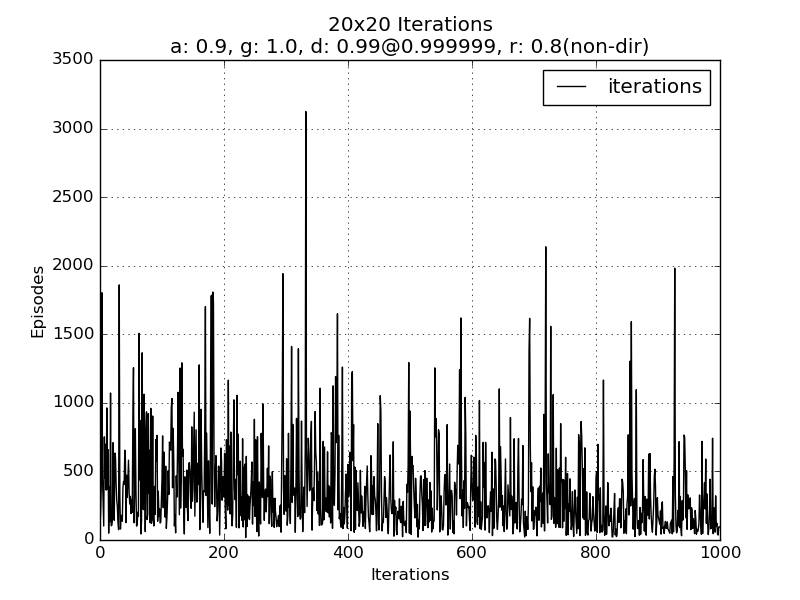 20x20 Iterations
a: 0.9, g: 1.0, d: 0.99@0.999999, r: 0.8(non-dir)
iterations
3500
3000
2500
2000
1500
1000
500
0
Episodes
0 200 400 600 800 1000
Iterations